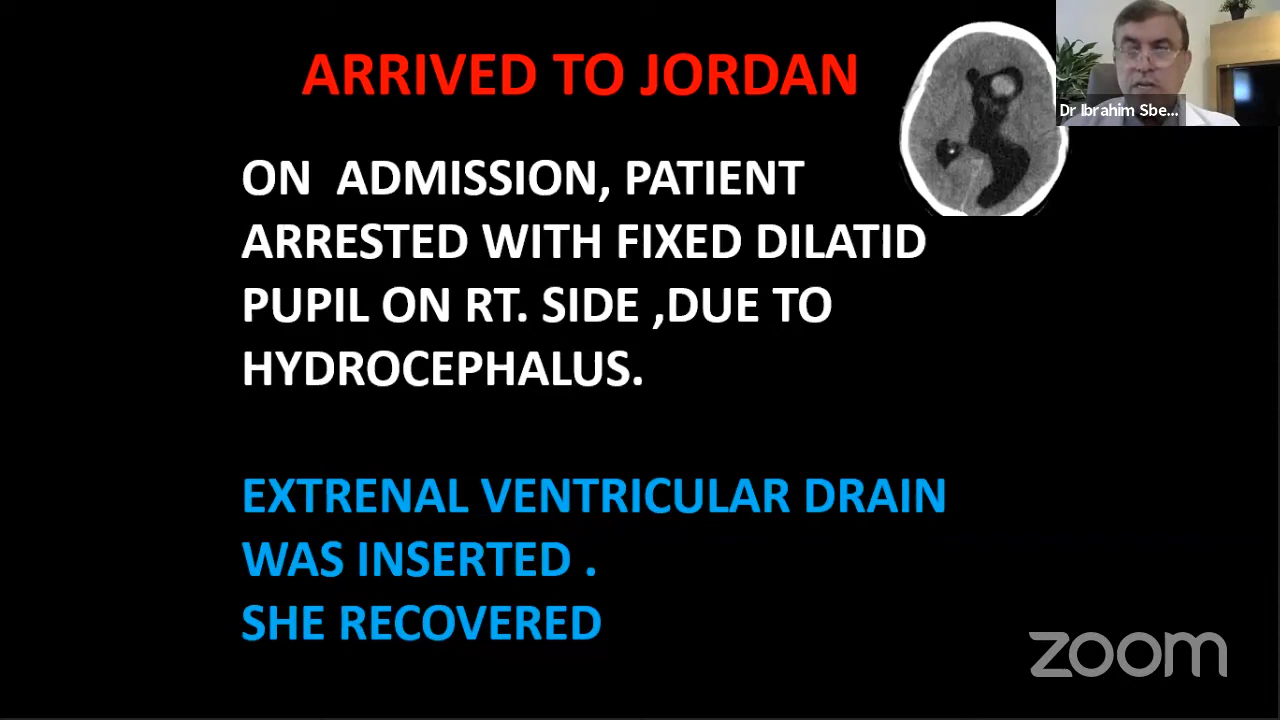 ARRIVED TO JORDAN
Dr Ibrahim Sbe...
ON ADMISSION, PATIENT
ARRESTED WITH FIXED DILATID
PUPIL ON RT. SIDE ,DUE TO
HYDROCEPHALUS.
EXTRENAL VENTRICULAR DRAIN
WAS INSERTED .
SHE RECOVERED
zoom